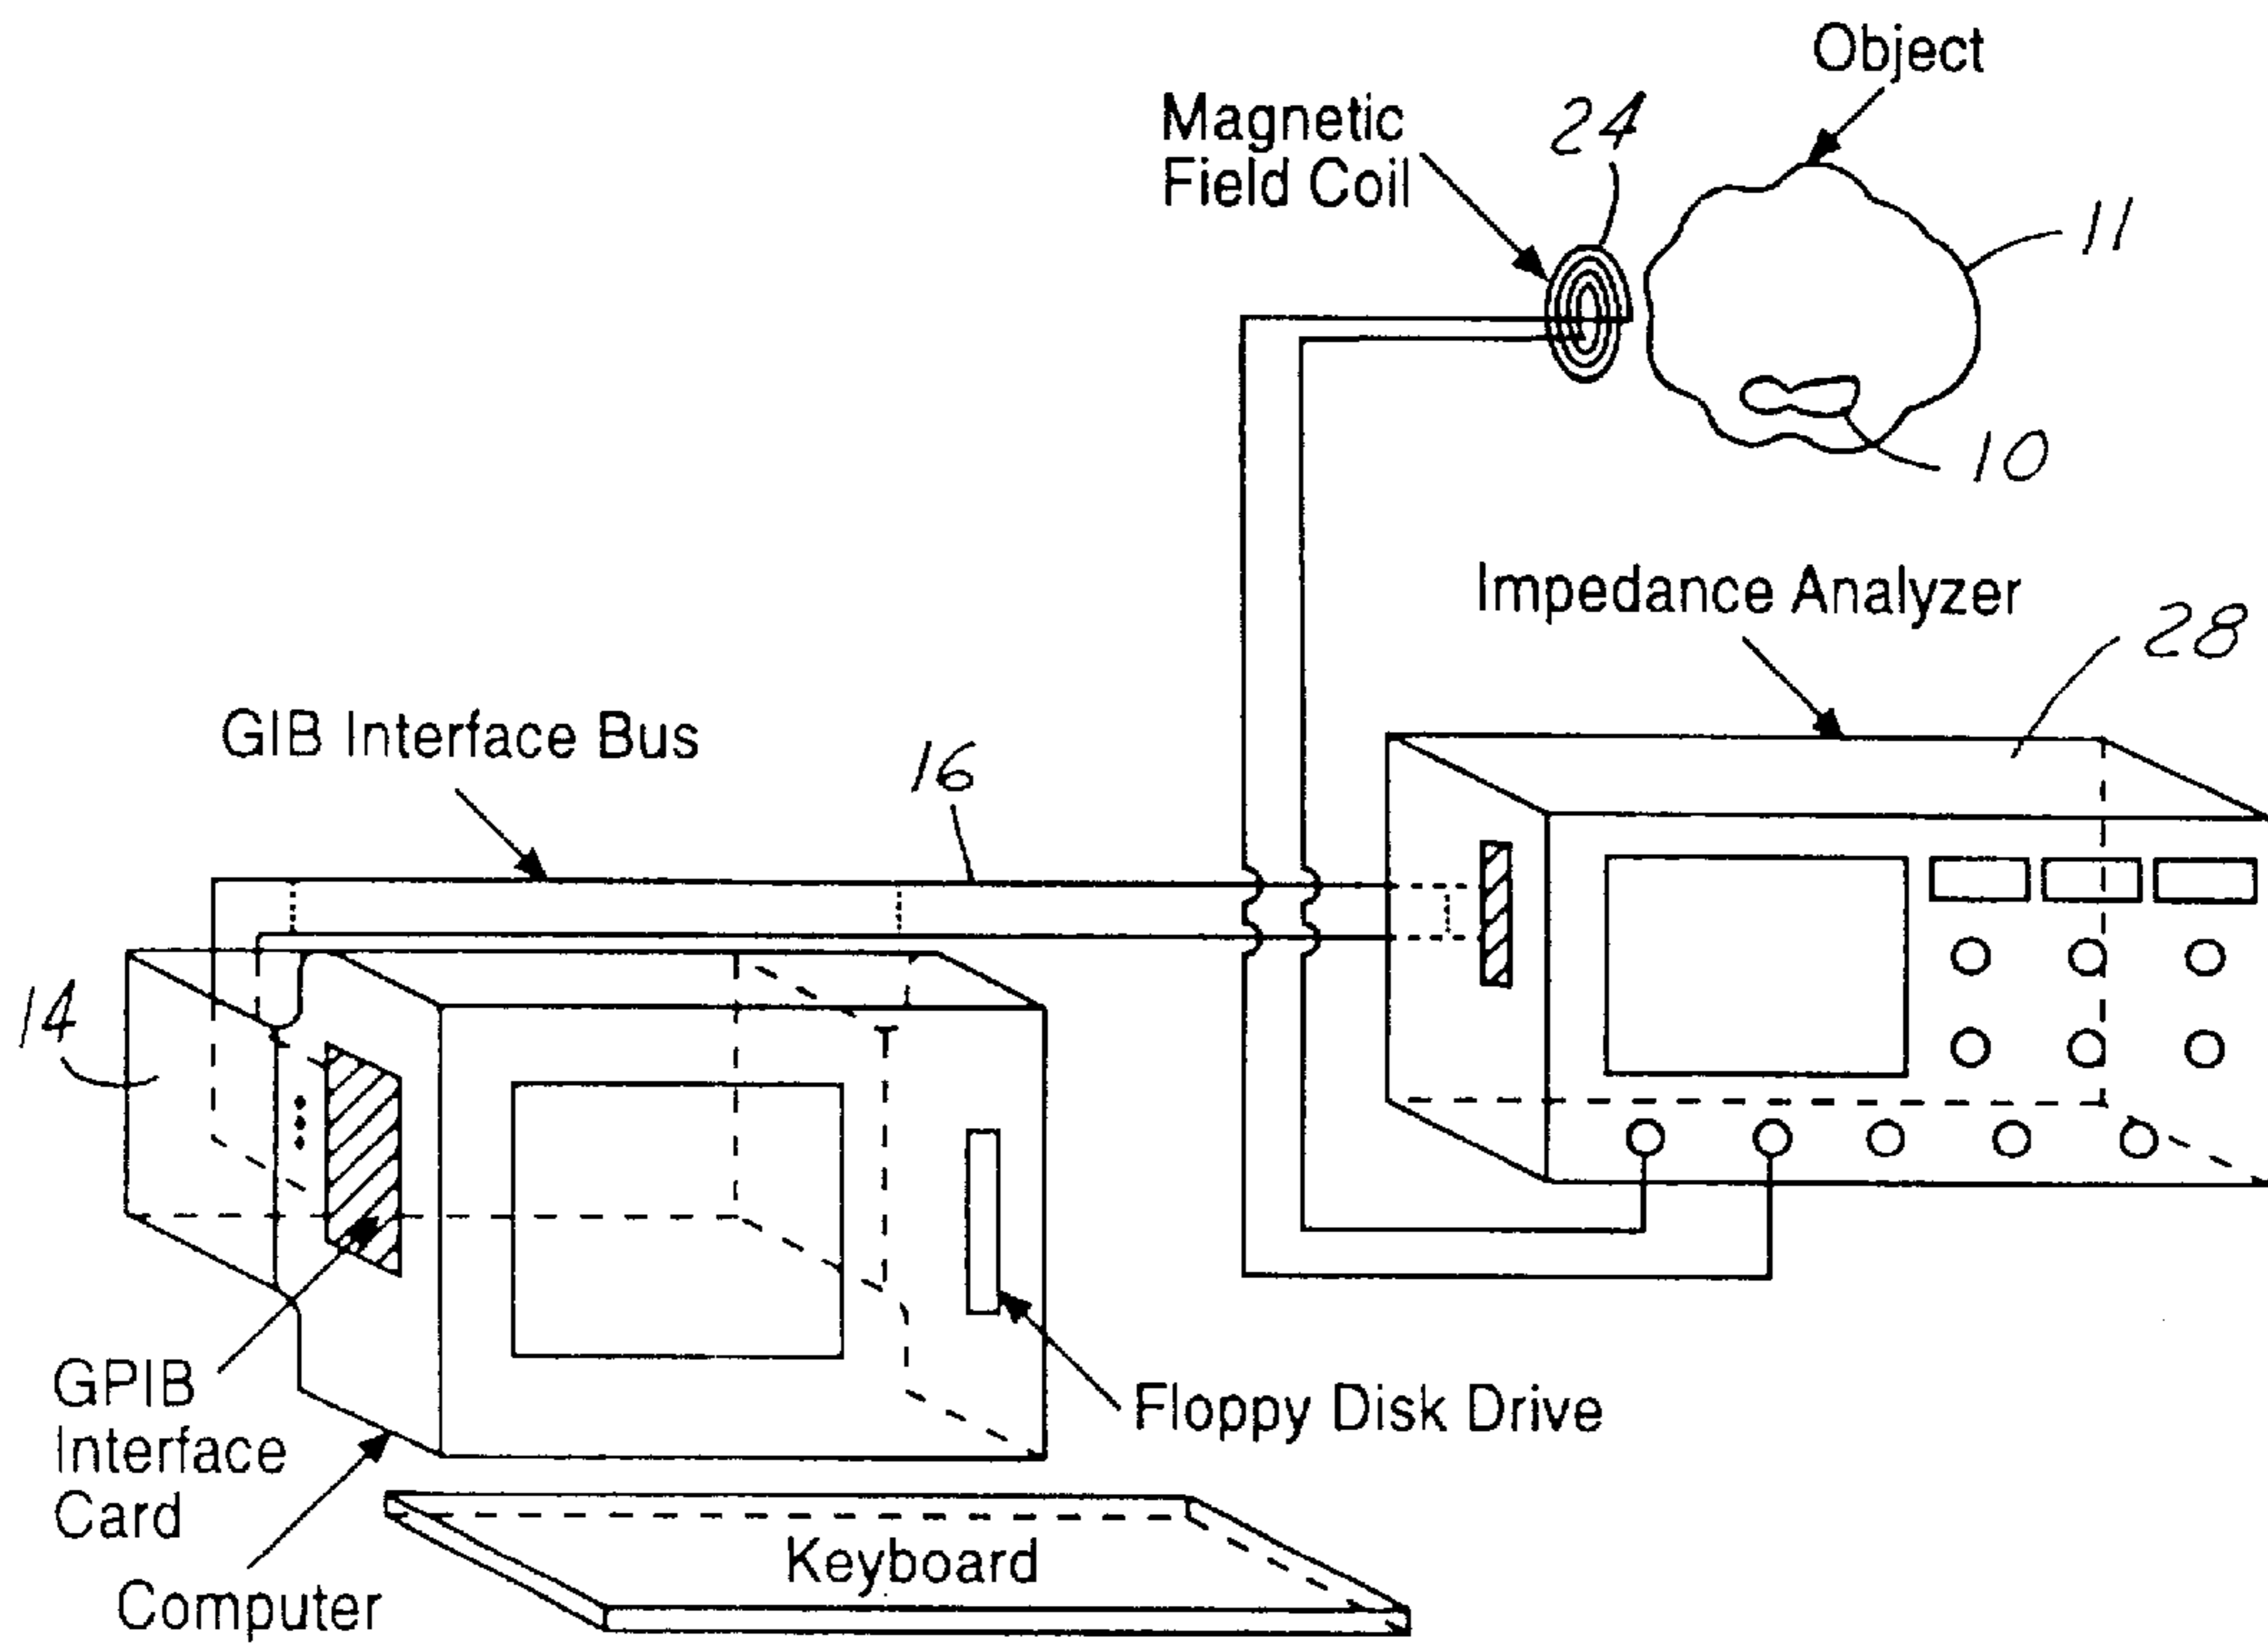 Object
Magnetic
Field Coil
24
11
10
Impedance Analyzer
28
GIB Interface Bus
16
14
GPIB
Interface
Card
Floppy Disk Drive
Keyboard
Computer